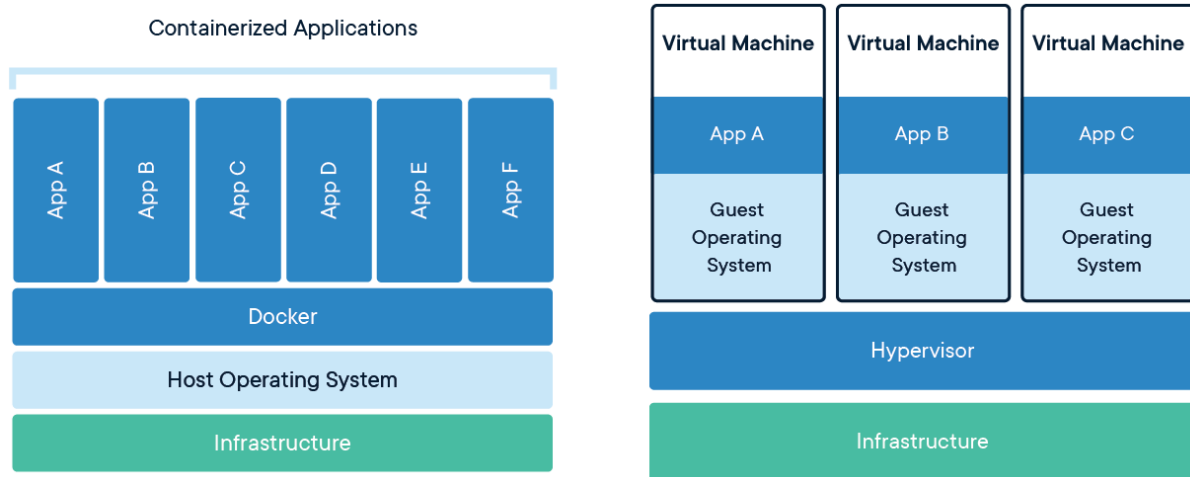 Containerized Applications
App A
App B
App C
App D
App E
App F
Docker
Host Operating System
Infrastructure
Virtual Machine
App A
Guest
Operating
System
Virtual Machine
App B
Guest
Operating
System
Virtual Machine
App C
Guest
Operating
System
Hypervisor
Infrastructure